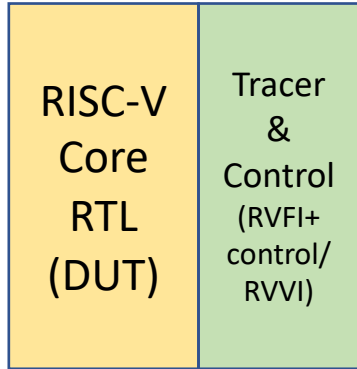 RISC-V
Core
RTL
(DUT)
Tracer
&
Control
(RVFI+
control/
RVVI)